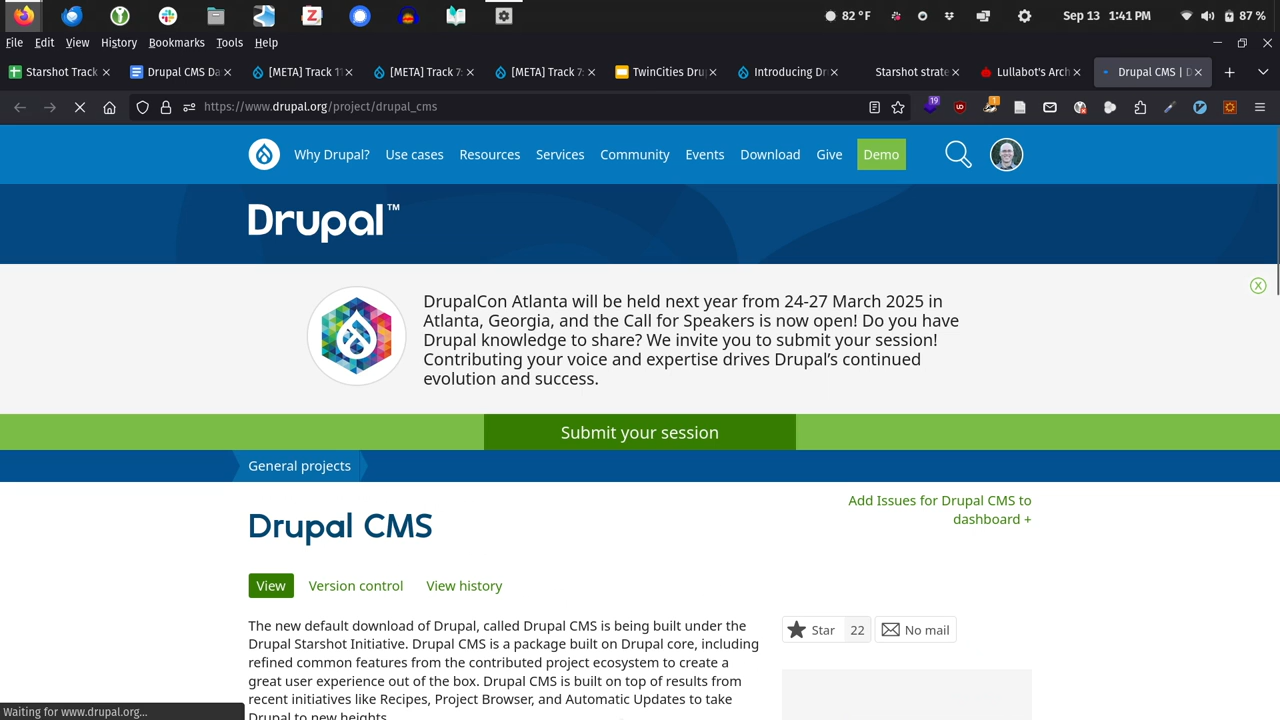 82 °F
Sep 13 1:41 PM
87 %
File Edit View History Bookmarks Tools Help
Starshot Track
Drupal CMS Da
[META] Track 1
[META] Track 7:
[META] Track 7:
TwinCities Dru
Introducing Dr
Starshot strate
Lullabot's Arch
Drupal CMS | D
https://www.drupal.org/project/drupal_cms
19
1
Why Drupal? Use cases Resources Services Community Events Download Give Demo
Drupal™
DrupalCon Atlanta will be held next year from 24-27 March 2025 in
Atlanta, Georgia, and the Call for Speakers is now open! Do you have
Drupal knowledge to share? We invite you to submit your session!
Contributing your voice and expertise drives Drupal’s continued
evolution and success.
X
Submit your session
General projects
Add Issues for Drupal CMS to
dashboard +
Drupal CMS
View Version control View history
The new default download of Drupal, called Drupal CMS is being built under the
Drupal Starshot Initiative. Drupal CMS is a package built on Drupal core, including
refined common features from the contributed project ecosystem to create a
great user experience out of the box. Drupal CMS is built on top of results from
recent initiatives like Recipes, Project Browser, and Automatic Updates to take
Drupal to new heights.
Star 22 No mail
Waiting for www.drupal.org...